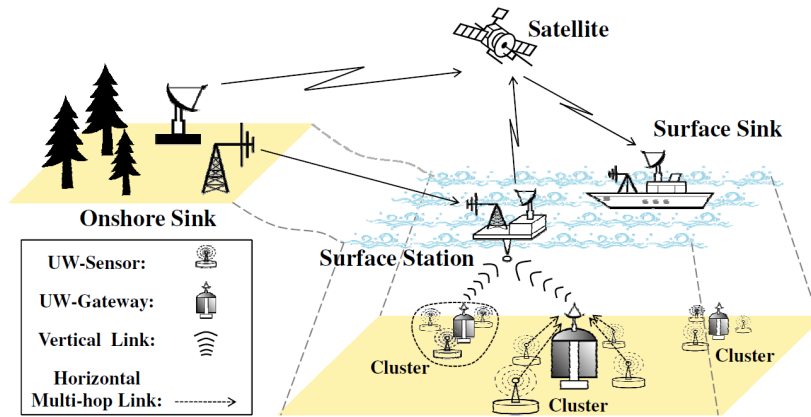 Satellite
Surface Sink
Onshore Sink
Surface Station
UW-Sensor:
UW-Gateway:
Vertical Link:
Horizontal
Multi-hop Link:
Cluster
Cluster
Cluster